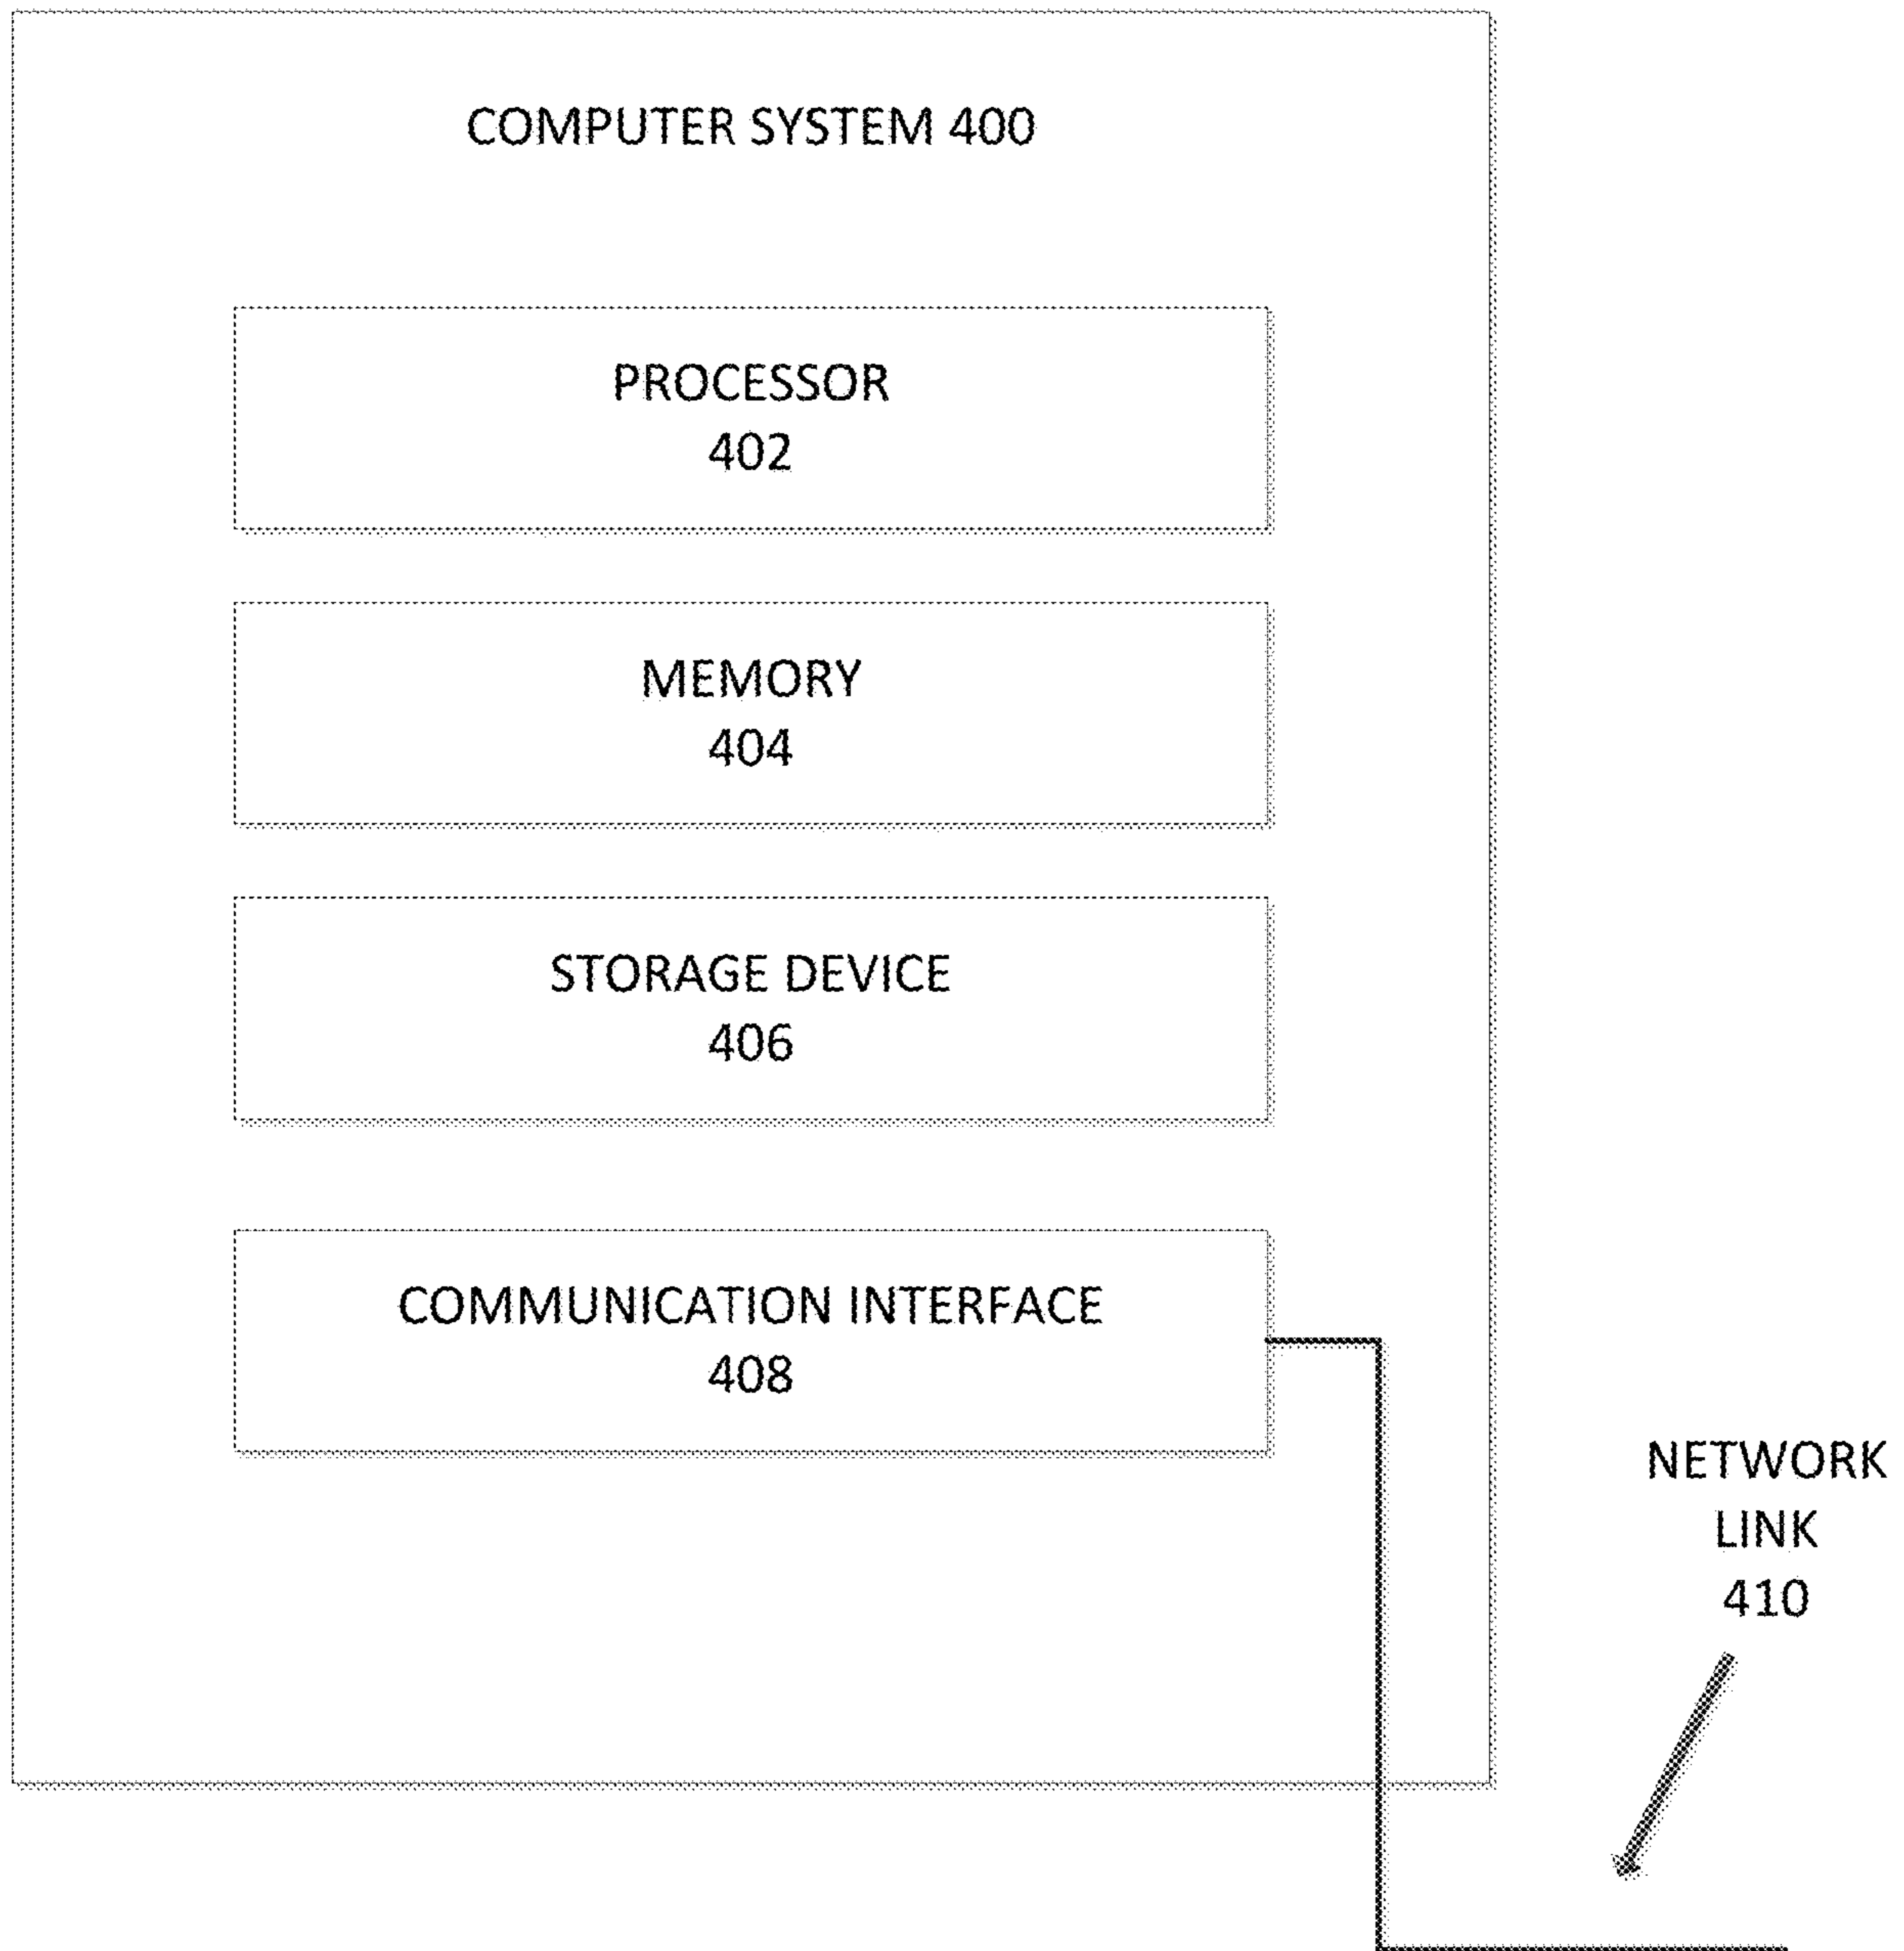 COMPUTER SYSTEM 400
PROCESSOR
402
MEMORY
404
STORAGE DEVICE
406
COMMUNICATION INTERFACE
408
NETWORK
LINK
410